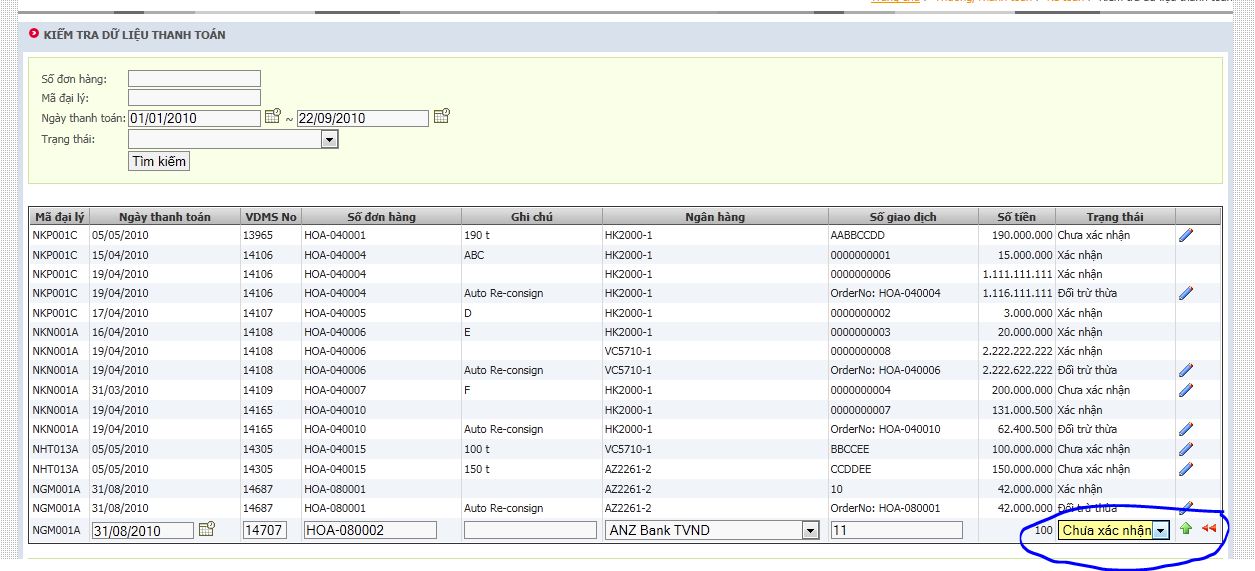 KIỂM TRA DỮ LIỆU THANH TOÁN
Số đơn hàng:
Mã đại lý:
Ngày thanh toán: 01/01/2010 ~ 22/09/2010
Trạng thái:
Tìm kiếm
Mã đại lý Ngày thanh toán VDMS No Số đơn hàng Ghi chú Ngân hàng Số giao dịch Số tiền Trạng thái
NKP001C 05/05/2010 13965 HOA-040001 190 t HK2000-1 AABBCCDD 190.000.000 Chưa xác nhận
NKP001C 15/04/2010 14106 HOA-040004 ABC HK2000-1 0000000001 15.000.000 Xác nhận
NKP001C 19/04/2010 14106 HOA-040004 HK2000-1 0000000006 1.111.111.111 Xác nhận
NKP001C 19/04/2010 14106 HOA-040004 Auto Re-consign HK2000-1 OrderNo: HOA-040004 1.116.111.111 Đối trừ thừa
NKP001C 17/04/2010 14107 HOA-040005 D HK2000-1 0000000002 3.000.000 Xác nhận
NKN001A 16/04/2010 14108 HOA-040006 E HK2000-1 0000000003 20.000.000 Xác nhận
NKN001A 19/04/2010 14108 HOA-040006 VC5710-1 0000000008 2.222.222.222 Xác nhận
NKN001A 19/04/2010 14108 HOA-040006 Auto Re-consign VC5710-1 OrderNo: HOA-040006 2.222.622.222 Đối trừ thừa
NKN001A 31/03/2010 14109 HOA-040007 F HK2000-1 0000000004 200.000.000 Chưa xác nhận
NKN001A 19/04/2010 14165 HOA-040010 HK2000-1 0000000007 131.000.500 Xác nhận
NKN001A 19/04/2010 14165 HOA-040010 Auto Re-consign HK2000-1 OrderNo: HOA-040010 62.400.500 Đối trừ thừa
NHT013A 05/05/2010 14305 HOA-040015 100 t VC5710-1 BBCCEE 100.000.000 Chưa xác nhận
NHT013A 05/05/2010 14305 HOA-040015 150 t AZ2261-2 CCDDEE 150.000.000 Chưa xác nhận
NGM001A 31/08/2010 14687 HOA-080001 AZ2261-2 10 42.000.000 Xác nhận
NGM001A 31/08/2010 14687 HOA-080001 Auto Re-consign AZ2261-2 OrderNo: HOA-080001 42.000.000 Đối trừ thừa
NGM001A 31/08/2010 14707 HOA-080002 ANZ Bank TVND 11 100 Chưa xác nhận